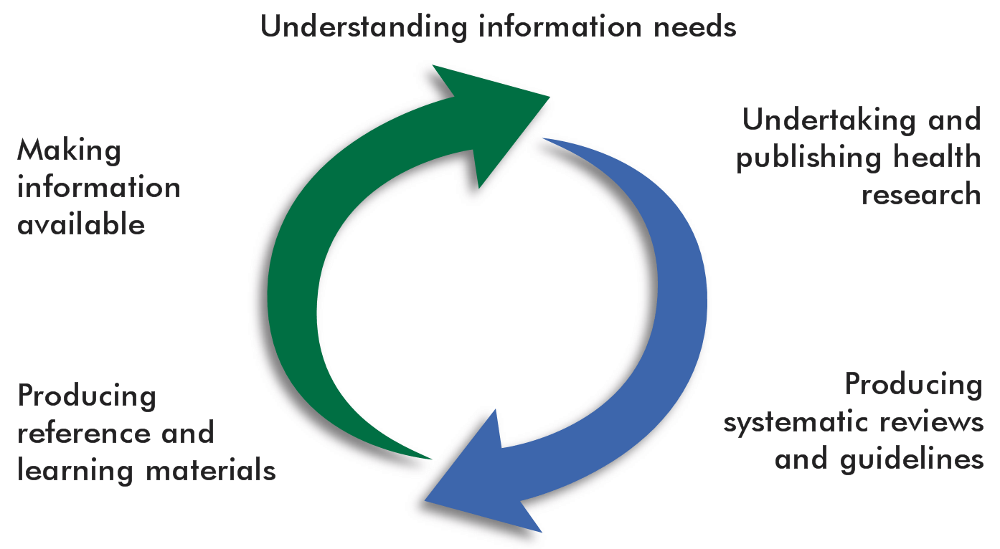 Understanding information needs
Undertaking and
publishing health
research
Producing
systematic reviews
and guidelines
Producing
reference and
learning materials
Making
information
available